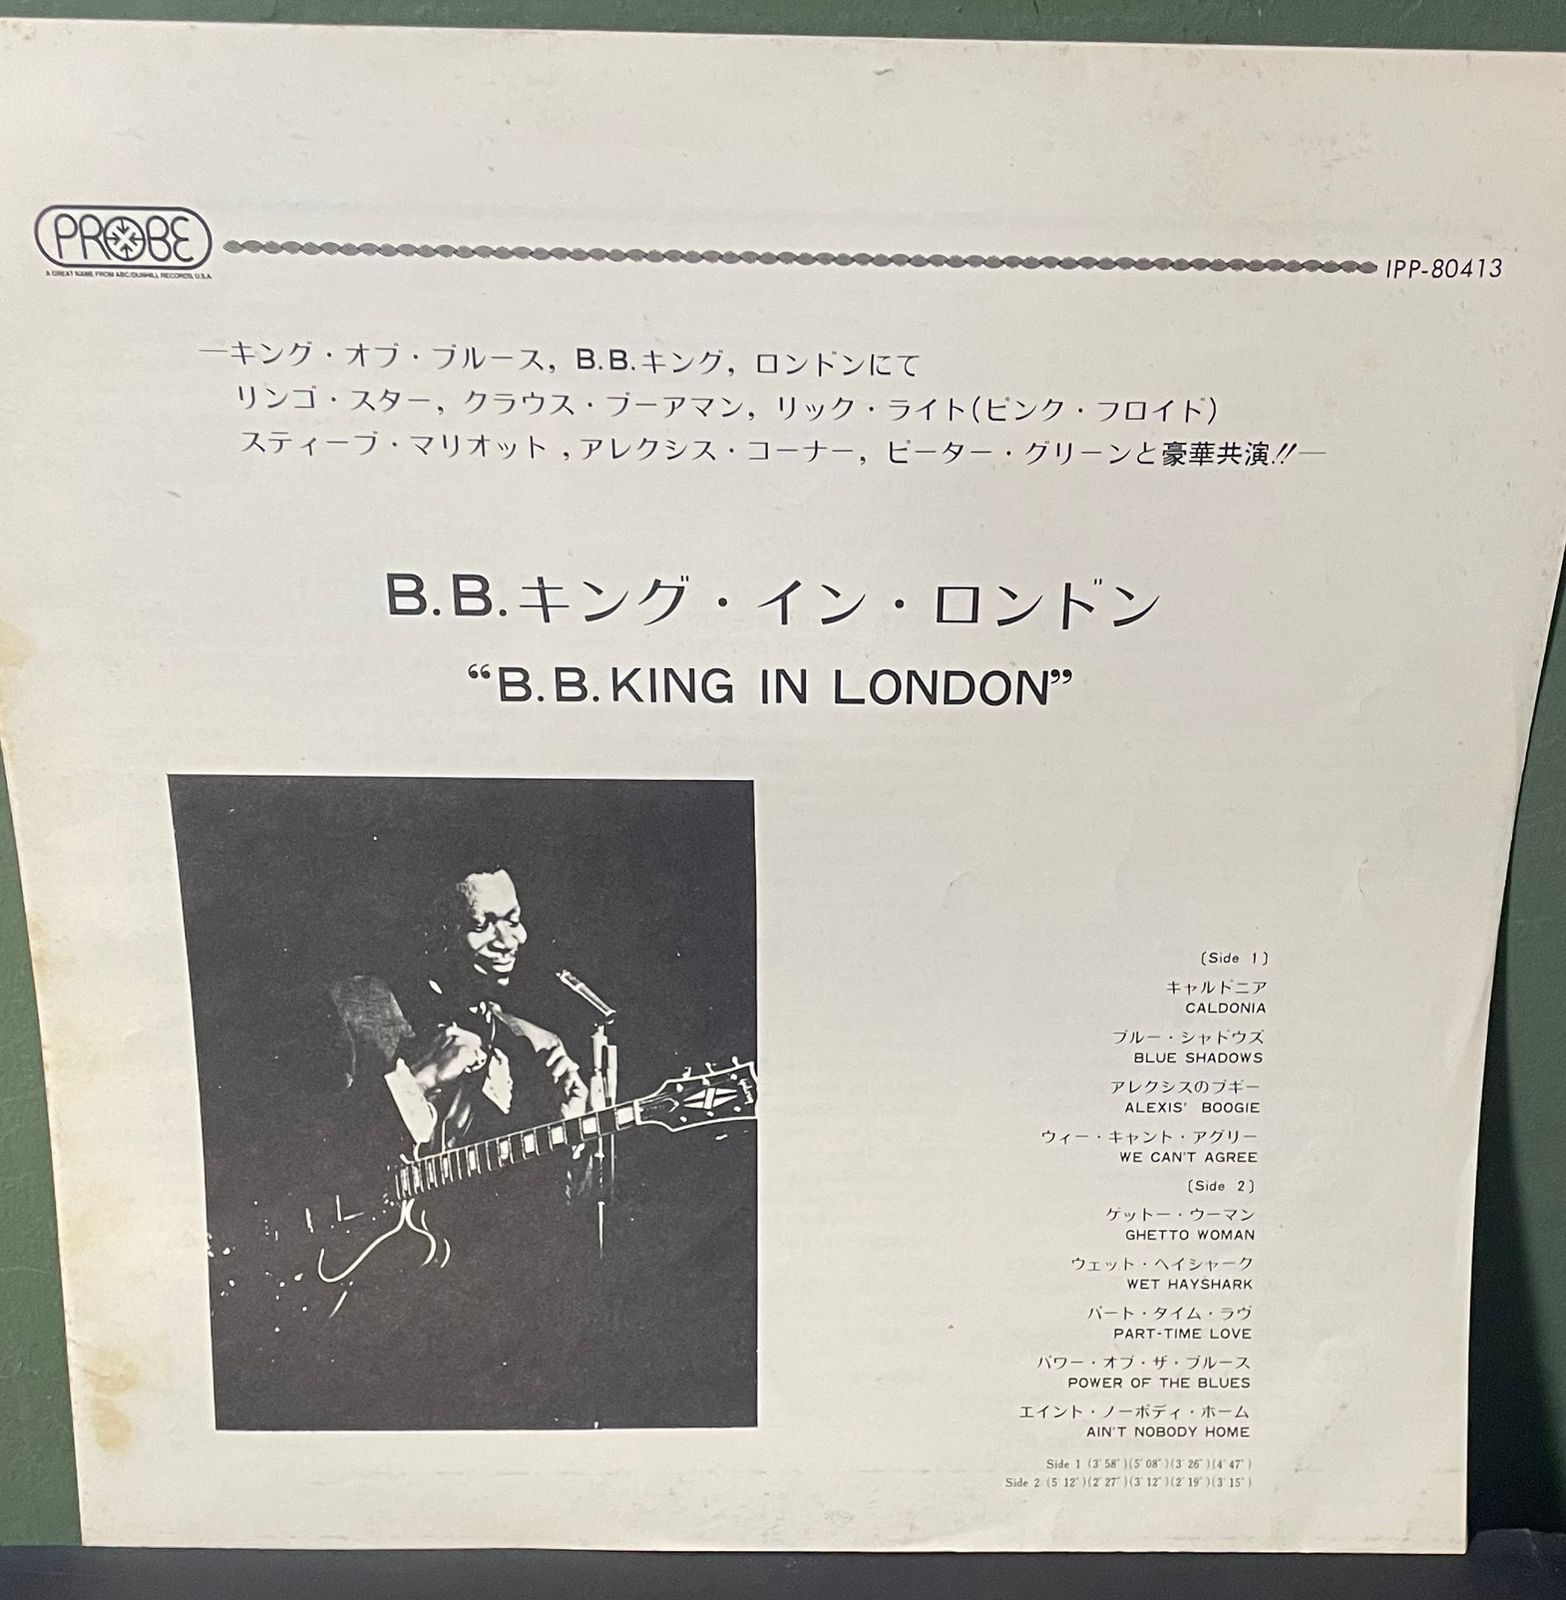 PROBE
A GREAT NAME FROM ABC/DUNHILL RECORDS, U.S.A.
IPP-80413
—キング・オブ・ブルース, B.B.キング, ロンドンにて
リンゴ・スター, クラウス・ブーアマン, リック・ライト(ピンク・フロイド)
スティーブ・マリオット, アレクシス・コーナー, ピーター・グリーンと豪華共演!!—
B.B.キング・イン・ロンドン
“B.B. KING IN LONDON”
(Side 1)
キャルドニア
CALDONIA
ブルー・シャドウズ
BLUE SHADOWS
アレクシスのブギー
ALEXIS' BOOGIE
ウィー・キャント・アグリー
WE CAN'T AGREE
(Side 2)
ゲットー・ウーマン
GHETTO WOMAN
ウェット・ヘイシャーク
WET HAYSHARK
パート・タイム・ラヴ
PART-TIME LOVE
パワー・オブ・ザ・ブルース
POWER OF THE BLUES
エイント・ノーボディ・ホーム
AIN'T NOBODY HOME
Side 1 (3′58″)(5′08″)(3′26″)(4′47″)
Side 2 (5′12″)(2′27″)(3′12″)(2′19″)(3′15″)